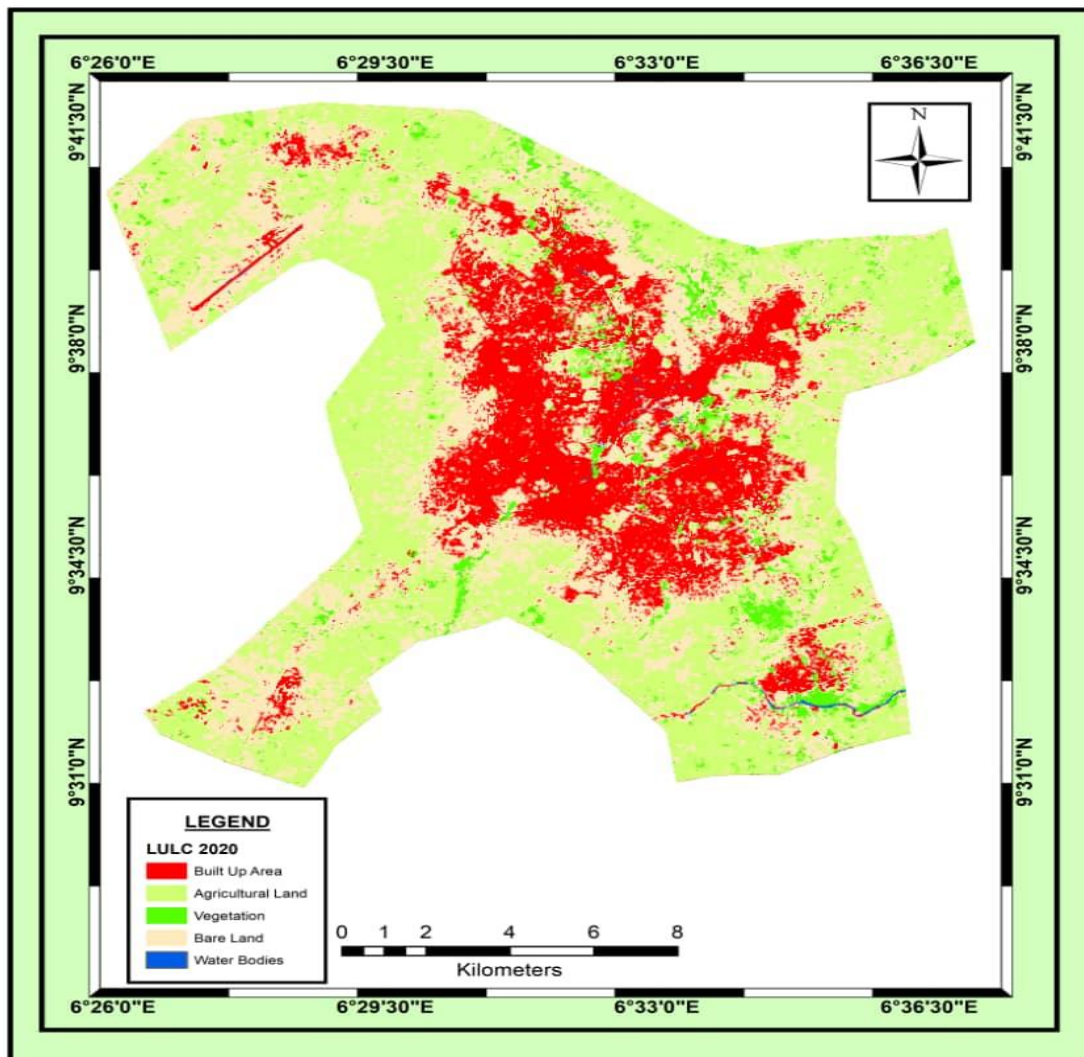 6°26'0"E 6°29'30"E 6°33'0"E 6°36'30"E
9°41'30"N 9°41'30"N
N
9°38'0"N 9°38'0"N
9°34'30"N 9°34'30"N
9°31'0"N 9°31'0"N
LEGEND
LULC 2020
Built Up Area
Agricultural Land
Vegetation
Bare Land
Water Bodies
0 1 2 4 6 8
Kilometers
6°26'0"E 6°29'30"E 6°33'0"E 6°36'30"E